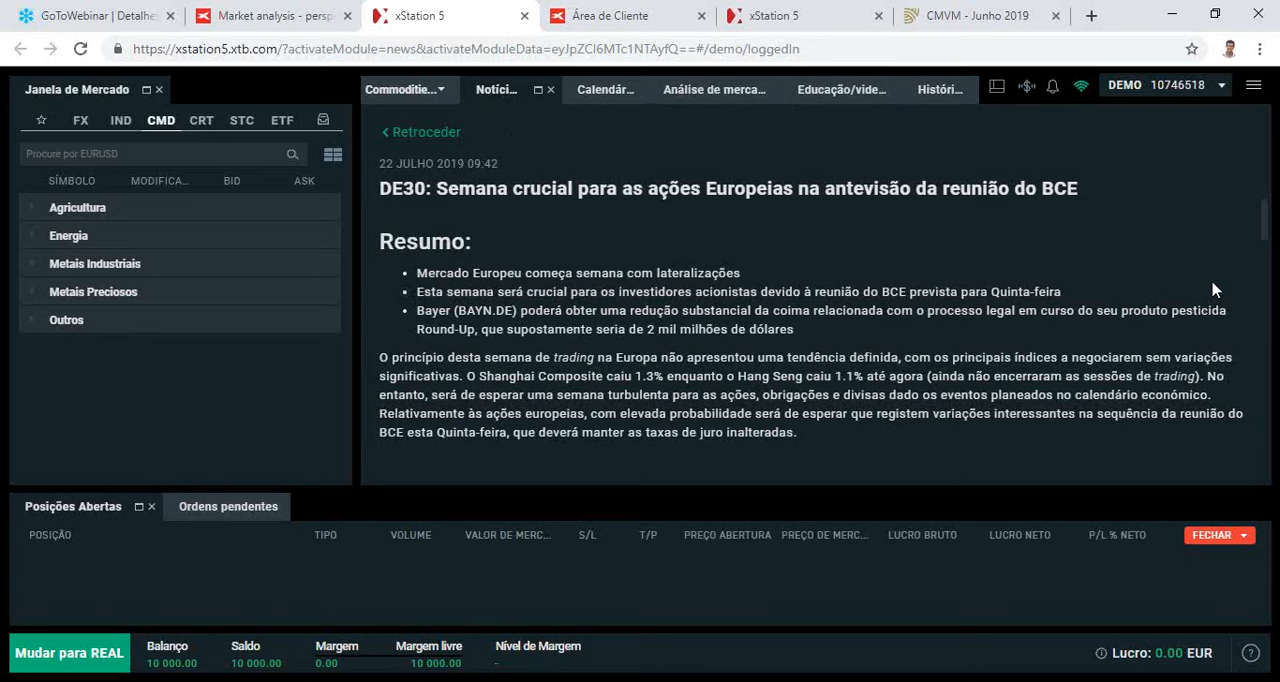 GoToWebinar | Detalhe
Market analysis - persp
xStation 5
Área de Cliente
xStation 5
CMVM - Junho 2019
https://xstation5.xtb.com/?activateModule=news&activateModuleData=eyJpZCI6MTc1NTAyfQ==#/demo/loggedIn
Janela de Mercado
Commoditie...
Notíci...
Calendár...
Análise de merca...
Educação/vide...
Históri...
DEMO 10746518
FX IND CMD CRT STC ETF
Procure por EURUSD
SÍMBOLO MODIFICA... BID ASK
Agricultura
Energia
Metais Industriais
Metais Preciosos
Outros
Retroceder
22 JULHO 2019 09:42
DE30: Semana crucial para as ações Europeias na antevisão da reunião do BCE
Resumo:
• Mercado Europeu começa semana com lateralizações
• Esta semana será crucial para os investidores acionistas devido à reunião do BCE prevista para Quinta-feira
• Bayer (BAYN.DE) poderá obter uma redução substancial da coima relacionada com o processo legal em curso do seu produto pesticida
Round-Up, que supostamente seria de 2 mil milhões de dólares
O princípio desta semana de trading na Europa não apresentou uma tendência definida, com os principais índices a negociarem sem variações
significativas. O Shanghai Composite caiu 1.3% enquanto o Hang Seng caiu 1.1% até agora (ainda não encerraram as sessões de trading). No
entanto, será de esperar uma semana turbulenta para as ações, obrigações e divisas dado os eventos planeados no calendário económico.
Relativamente às ações europeias, com elevada probabilidade será de esperar que registem variações interessantes na sequência da reunião do
BCE esta Quinta-feira, que deverá manter as taxas de juro inalteradas.
Posições Abertas
Ordens pendentes
POSIÇÃO TIPO VOLUME VALOR DE MERC... S/L T/P PREÇO ABERTURA PREÇO DE MERC... LUCRO BRUTO LUCRO NETO P/L % NETO FECHAR
Mudar para REAL
Balanço Saldo Margem Margem livre Nível de Margem
10 000.00 10 000.00 0.00 10 000.00 -
Lucro: 0.00 EUR